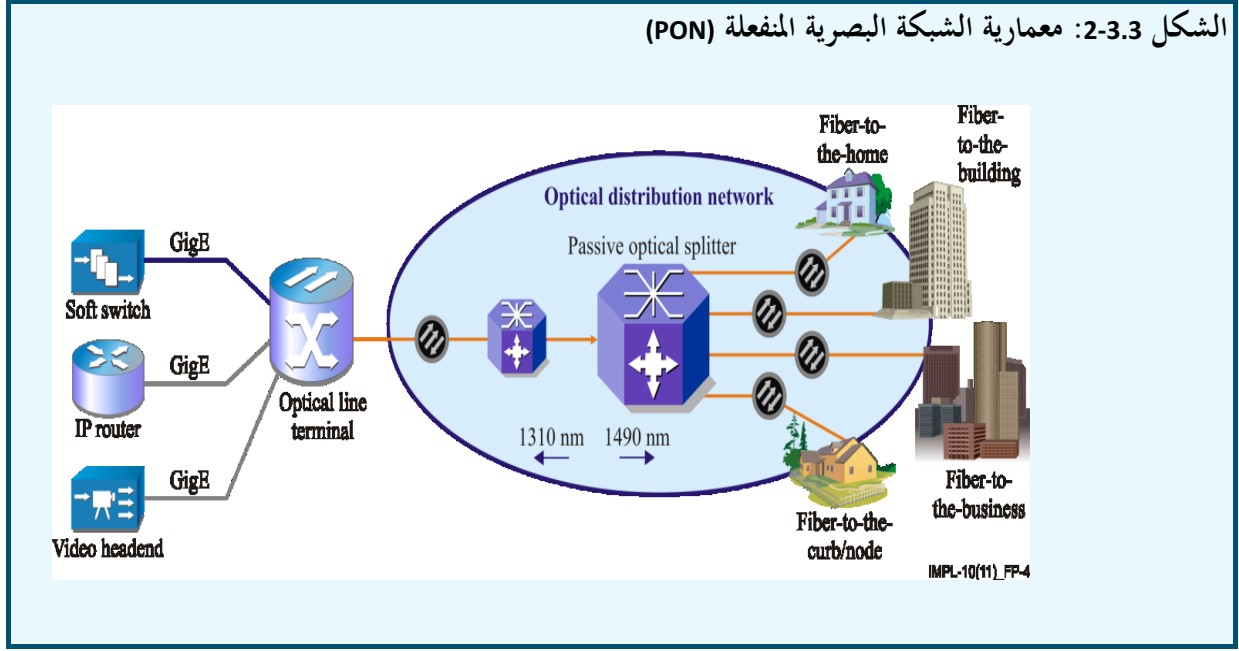 الشكل 2-3.3: معمارية الشبكة البصرية المنفعلة (PON)
Fiber-to-
the-home
Fiber-
to-the-
building
Optical distribution network
Passive optical splitter
GigE
Soft switch
GigE
IP router
Optical line
terminal
GigE
Video headend
1310 nm 1490 nm
Fiber-to-
the-business
Fiber-to-the-
curb/node
IMPL-10(11)_FP-4